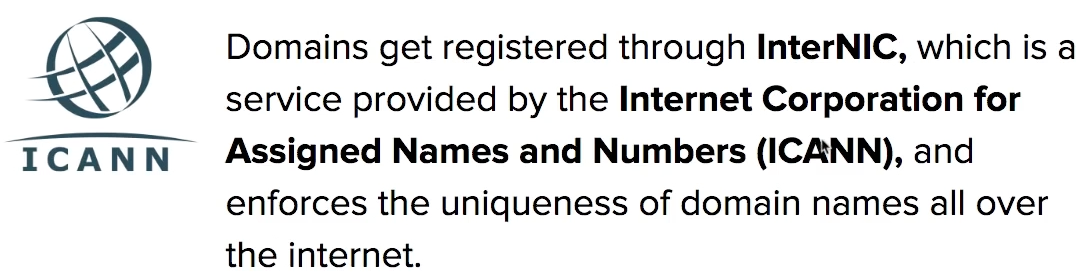 ICANN
Domains get registered through InterNIC, which is a
service provided by the Internet Corporation for
Assigned Names and Numbers (ICANN), and
enforces the uniqueness of domain names all over
the internet.